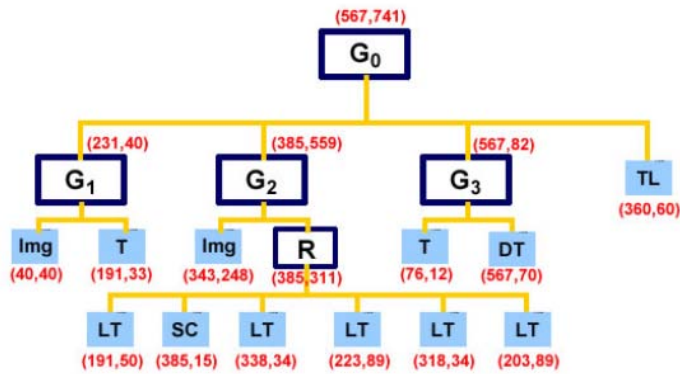 (567,741)
G0
(231,40) (385,559) (567,82)
G1 G2 G3 TL
(360,60)
Img T Img R T DT
(40,40) (191,33) (343,248) (385,311) (76,12) (567,70)
LT SC LT LT LT LT
(191,50) (385,15) (338,34) (223,89) (318,34) (203,89)